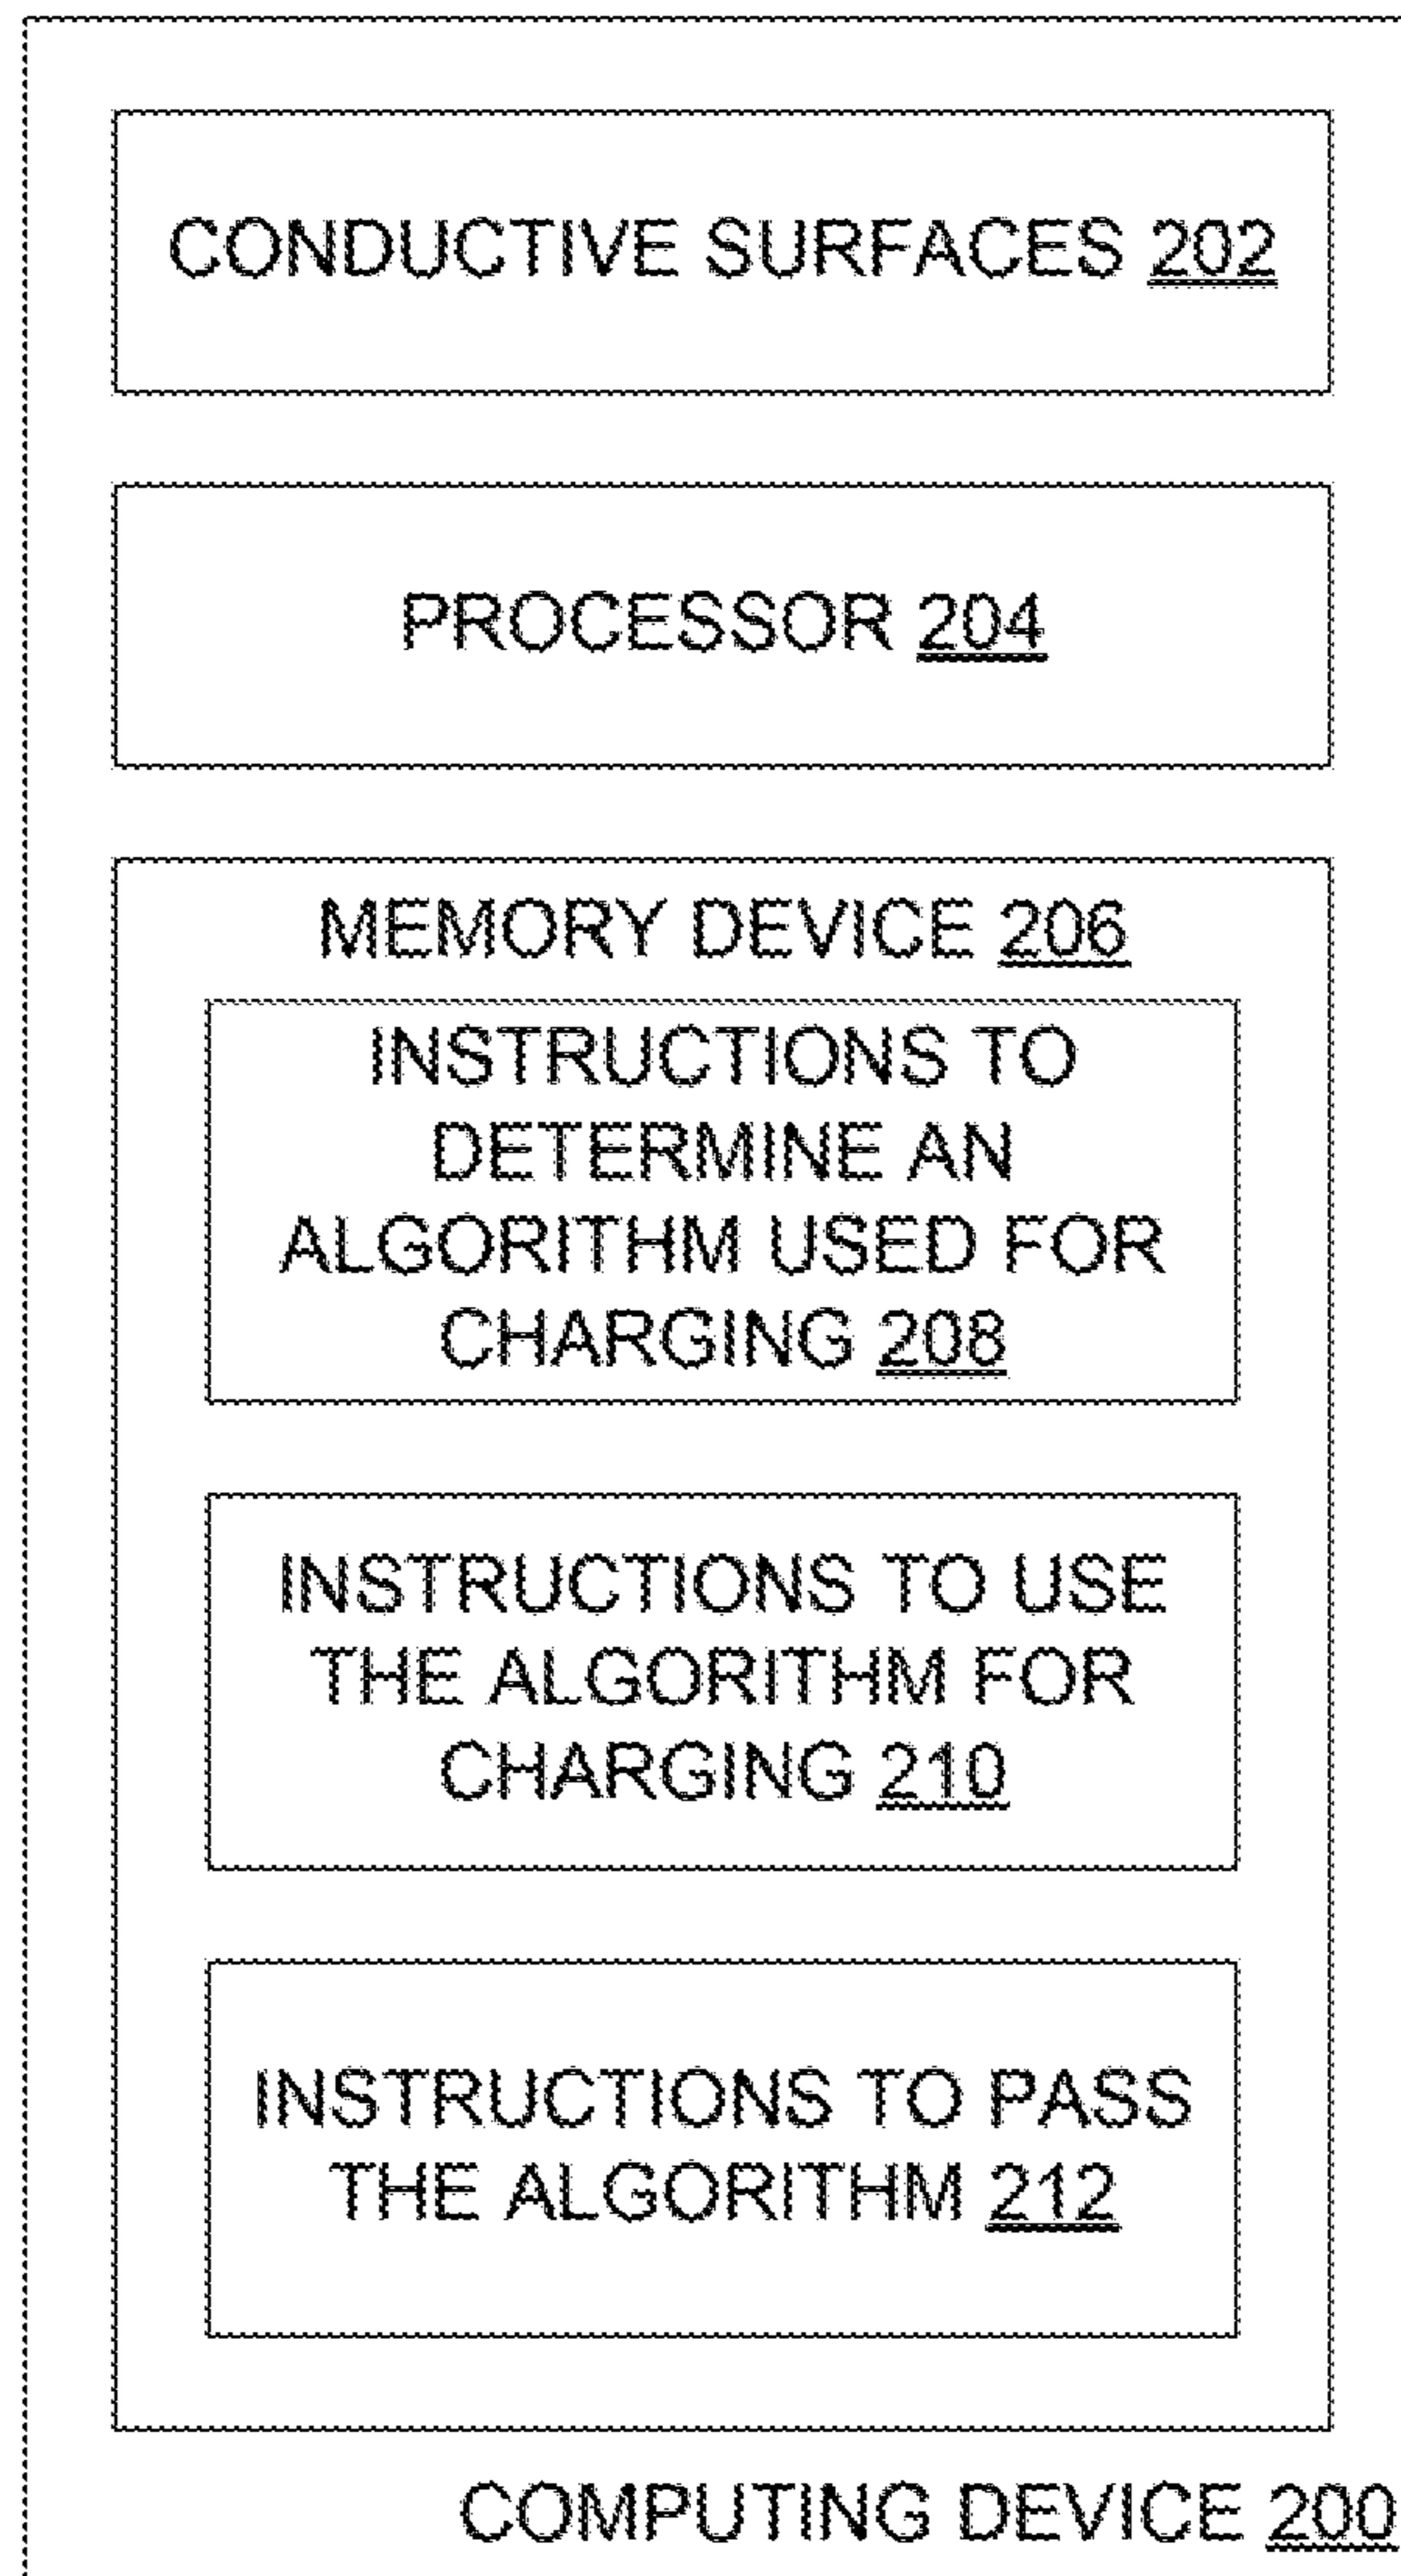 CONDUCTIVE SURFACES 202
PROCESSOR 204
MEMORY DEVICE 206
INSTRUCTIONS TO
DETERMINE AN
ALGORITHM USED FOR
CHARGING 208
INSTRUCTIONS TO USE
THE ALGORITHM FOR
CHARGING 210
INSTRUCTIONS TO PASS
THE ALGORITHM 212
COMPUTING DEVICE 200